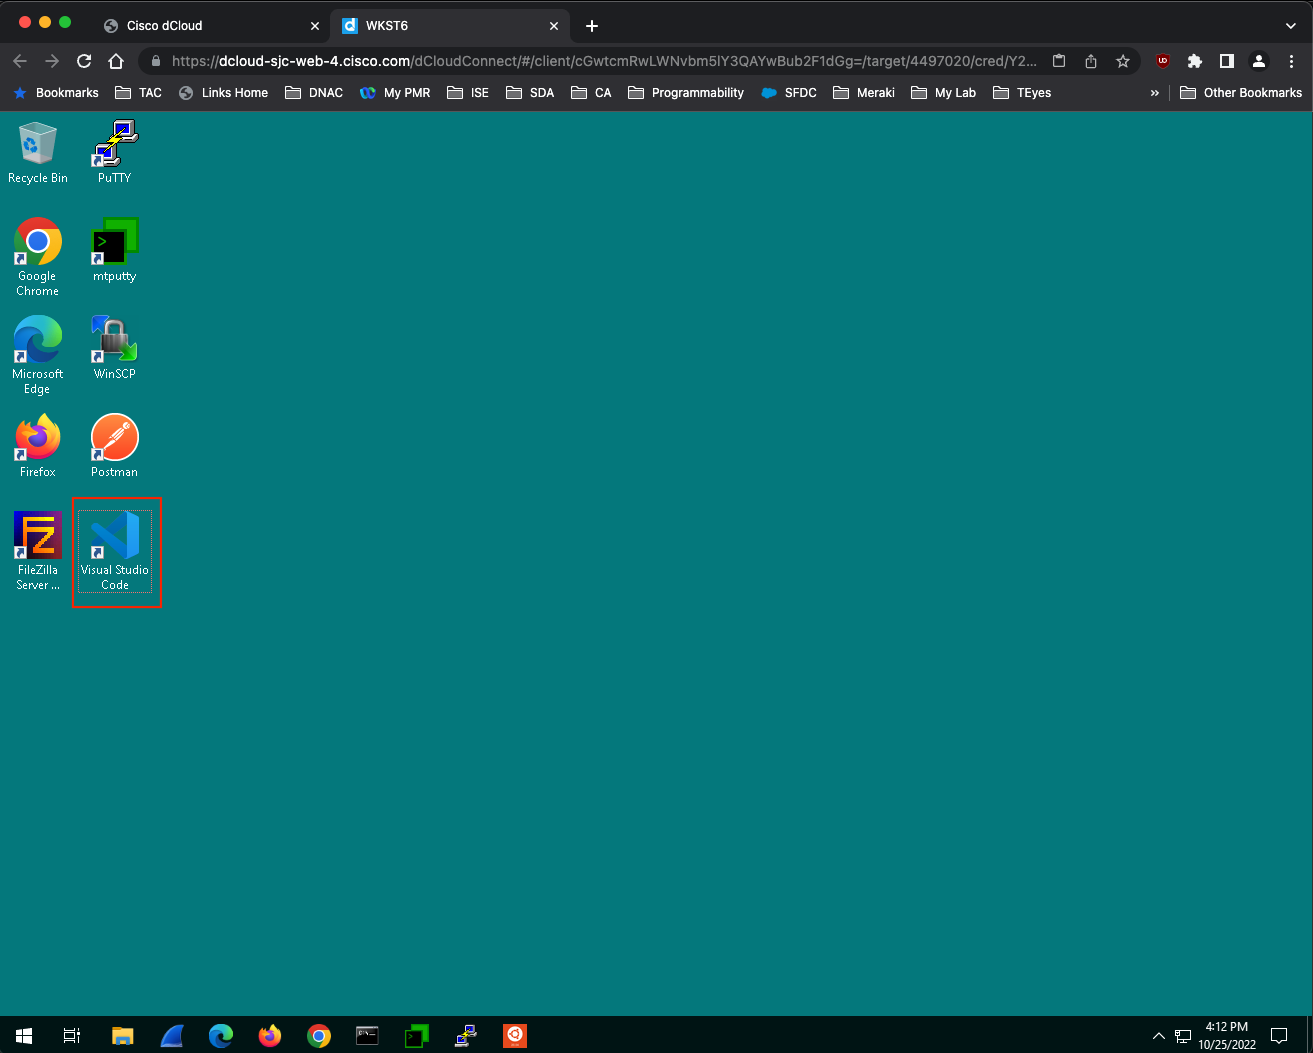 Cisco dCloud
WKST6
https://dcloud-sjc-web-4.cisco.com/dCloudConnect/#/client/cGwtcmRwLWNvbm5lY3QAYwBub2F1dGg=/target/4497020/cred/Y2...
Bookmarks TAC Links Home DNAC My PMR ISE SDA CA Programmability SFDC Meraki My Lab TEyes » Other Bookmarks
Recycle Bin
PuTTY
Google
Chrome
mtputty
Microsoft
Edge
WinSCP
Firefox
Postman
FileZilla
Server ...
Visual Studio
Code
4:12 PM
10/25/2022